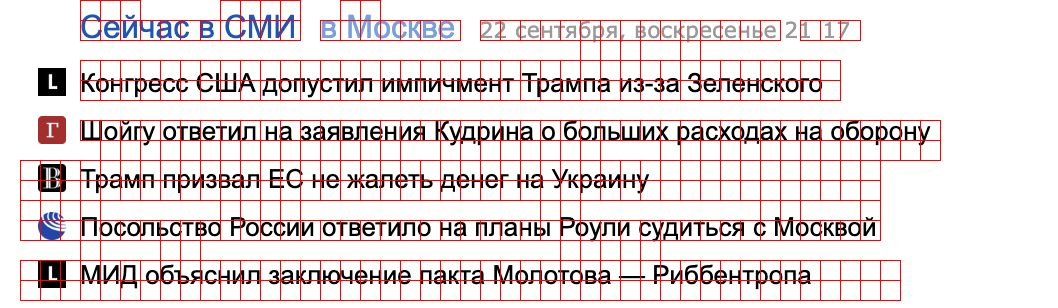 Сейчас в СМИ в Москве 22 сентября, воскресенье 21 17
L Конгресс США допустил импичмент Трампа из-за Зеленского
Г Шойгу ответил на заявления Кудрина о больших расходах на оборону
В Трамп призвал ЕС не жалеть денег на Украину
Посольство России ответило на планы Роули судиться с Москвой
L МИД объяснил заключение пакта Молотова — Риббентропа